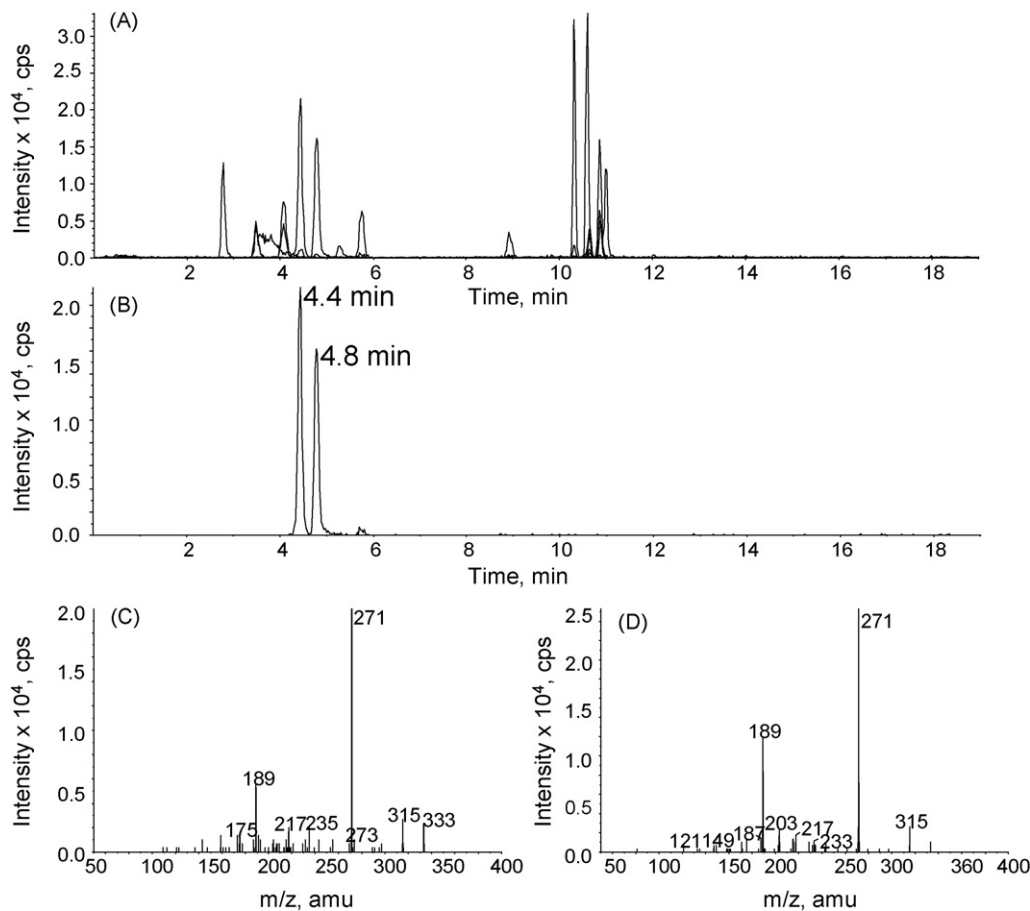 (A)
Intensity x 10⁴, cps
3.0
2.5
2.0
1.5
1.0
0.5
0.0
2 4 6 8 10 12 14 16 18
Time, min
(B)
Intensity x 10⁴, cps
2.0
1.5
1.0
0.5
0.0
4.4 min
4.8 min
2 4 6 8 10 12 14 16 18
Time, min
(C)
Intensity x 10⁴, cps
2.0
1.5
1.0
0.5
0.0
271
189
175
217
235
273
315
333
50 100 150 200 250 300 350 400
m/z, amu
(D)
Intensity x 10⁴, cps
2.5
2.0
1.5
1.0
0.5
0.0
271
189
121
149
187
203
217
233
315
50 100 150 200 250 300 360 400
m/z, amu